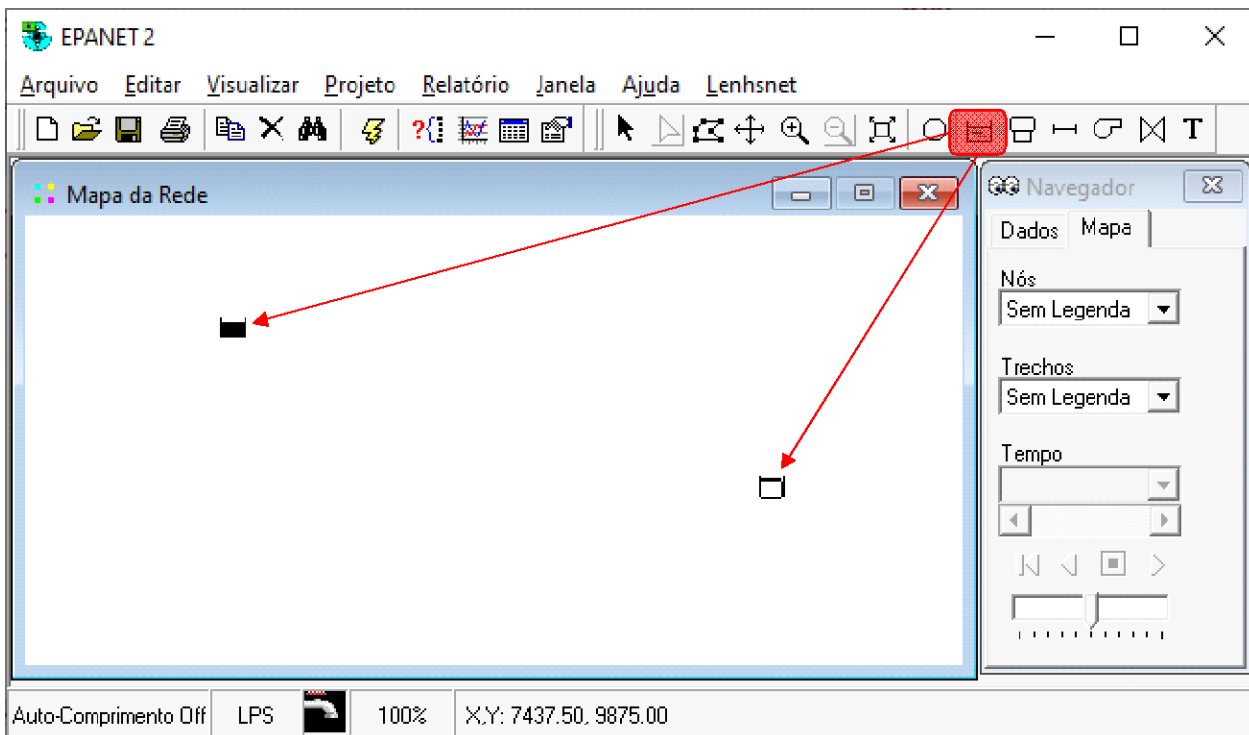 EPANET 2
Arquivo Editar Visualizar Projeto Relatório Janela Ajuda Lenhsnet
T
Mapa da Rede
Navegador
Dados Mapa
Nós
Sem Legenda
Trechos
Sem Legenda
Tempo
Auto-Comprimento Off LPS 100% X,Y: 7437.50, 9875.00